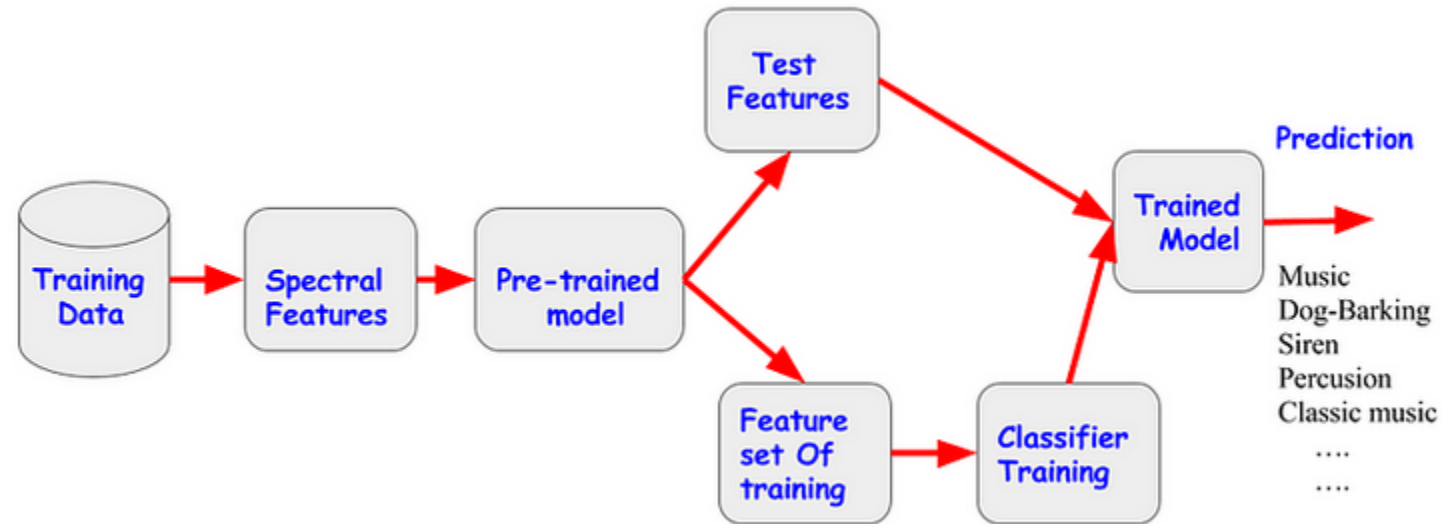 Training
Data
Spectral
Features
Pre-trained
model
Test
Features
Feature
set Of
training
Classifier
Training
Trained
Model
Prediction
Music
Dog-Barking
Siren
Percusion
Classic music
....
....